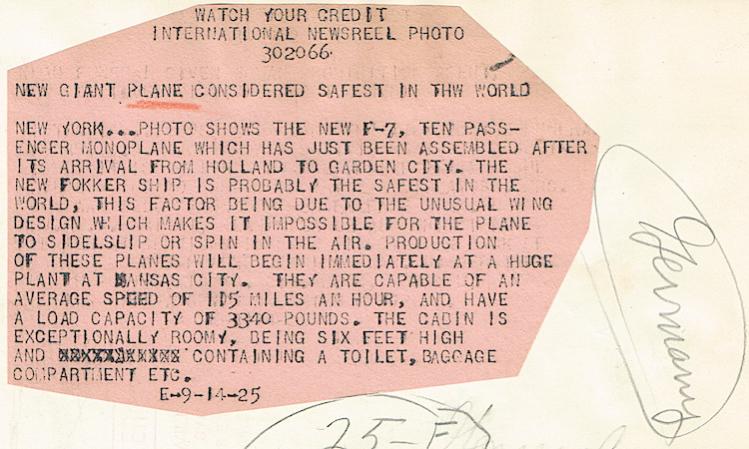 WATCH YOUR CREDIT
INTERNATIONAL NEWSREEL PHOTO
302066
NEW GIANT PLANE CONSIDERED SAFEST IN THW WORLD
NEW YORK...PHOTO SHOWS THE NEW F-7, TEN PASS-
ENGER MONOPLANE WHICH HAS JUST BEEN ASSEMBLED AFTER
ITS ARRIVAL FROM HOLLAND TO GARDEN CITY. THE
NEW FOKKER SHIP IS PROBABLY THE SAFEST IN THE
WORLD, THIS FACTOR BEING DUE TO THE UNUSUAL WING
DESIGN WHICH MAKES IT IMPOSSIBLE FOR THE PLANE
TO SIDELSLIP OR SPIN IN THE AIR. PRODUCTION
OF THESE PLANES WILL BEGIN IMMEDIATELY AT A HUGE
PLANT AT KANSAS CITY. THEY ARE CAPABLE OF AN
AVERAGE SPEED OF 115 MILES AN HOUR, AND HAVE
A LOAD CAPACITY OF 3340 POUNDS. THE CABIN IS
EXCEPTIONALLY ROOMY, BEING SIX FEET HIGH
AND CONTAINING A TOILET, BAGGAGE
COMPARTMENT ETC.
E-9-14-25
Germany
25-F